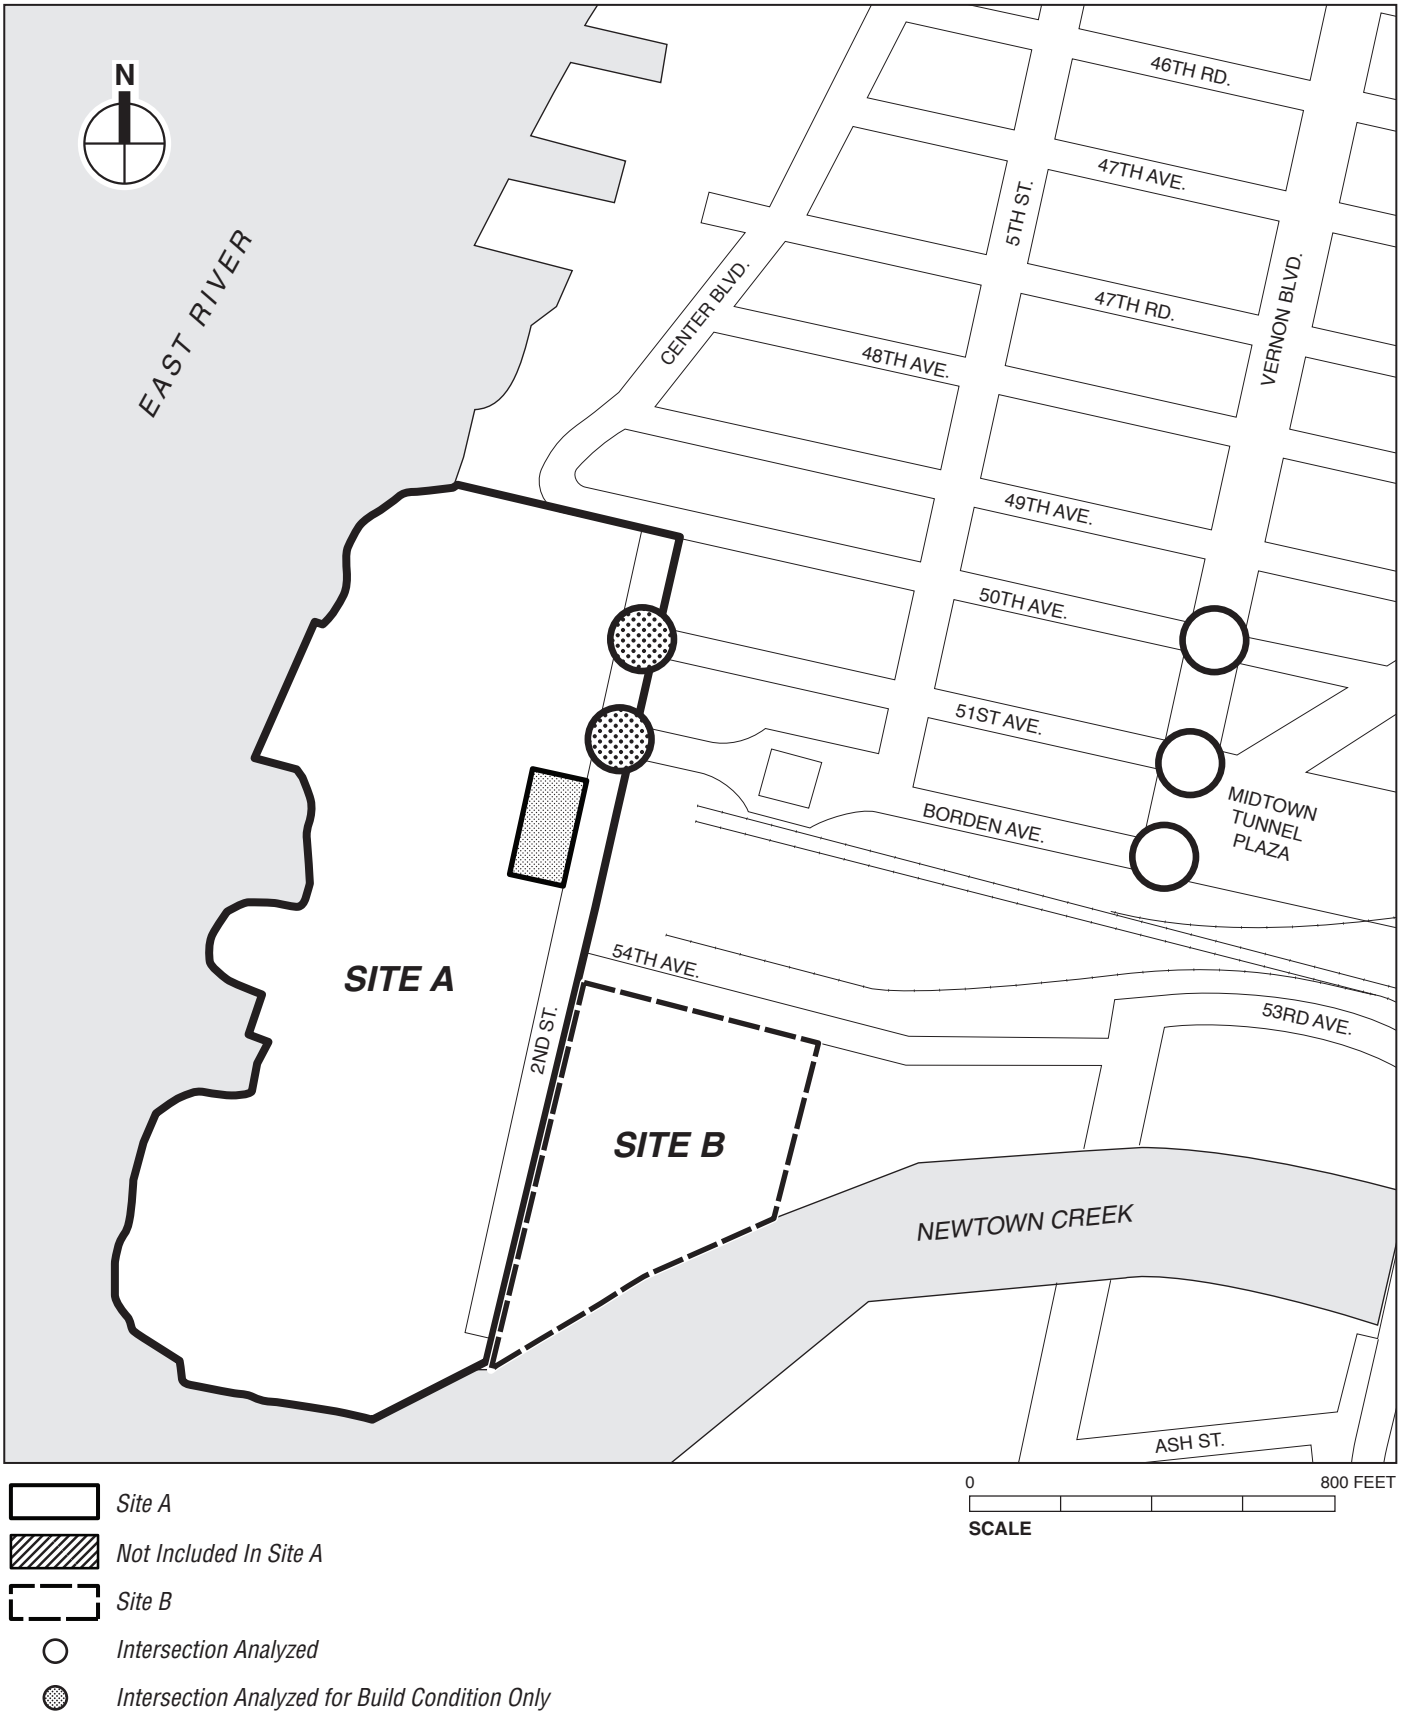 N
46TH RD.
47TH AVE.
5TH ST.
EAST RIVER
CENTER BLVD.
47TH RD.
VERNON BLVD.
48TH AVE.
49TH AVE.
50TH AVE.
51ST AVE.
MIDTOWN
TUNNEL
PLAZA
BORDEN AVE.
54TH AVE.
SITE A
2ND ST.
53RD AVE.
SITE B
NEWTOWN CREEK
ASH ST.
0
800 FEET
SCALE
Site A
Not Included In Site A
Site B
Intersection Analyzed
Intersection Analyzed for Build Condition Only